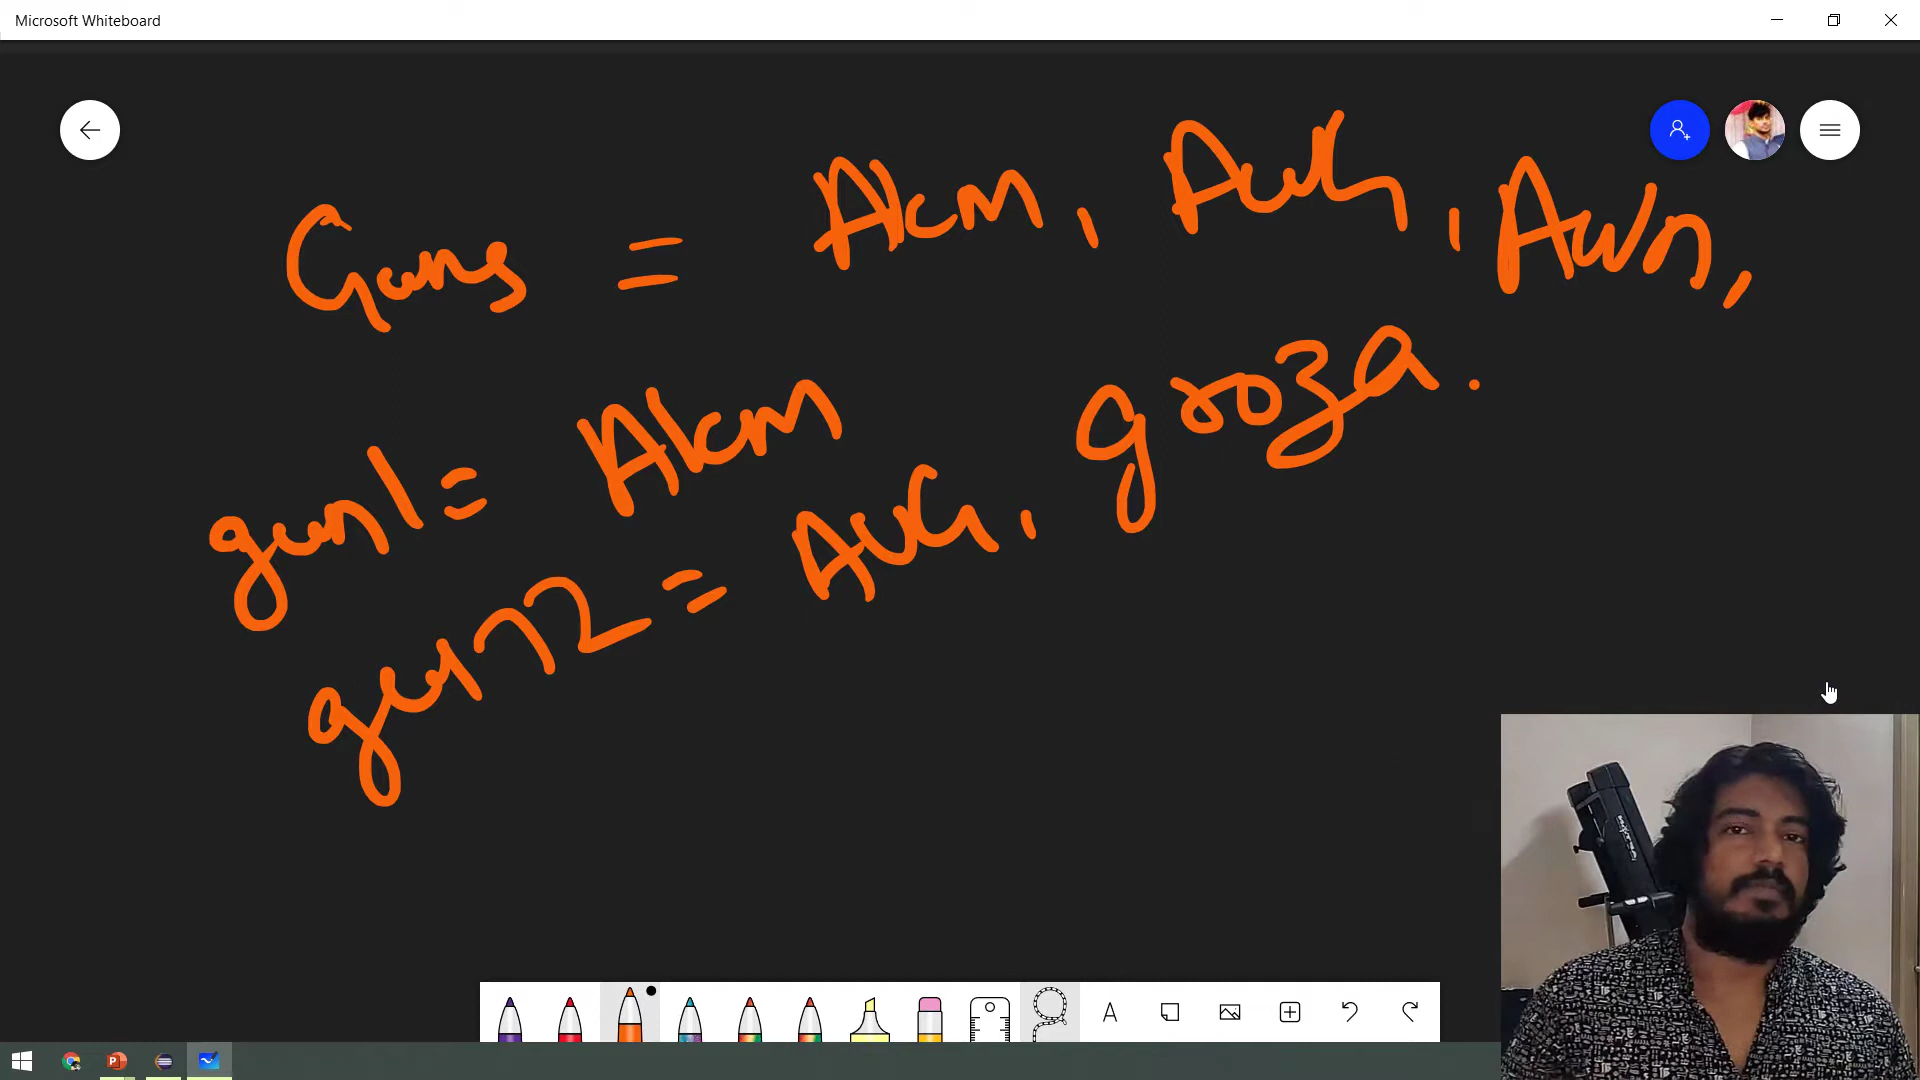 Microsoft Whiteboard
Guns = Akm, AUG, AWM,
groza.
gun1 = Akm
gun2 = AUG,
A